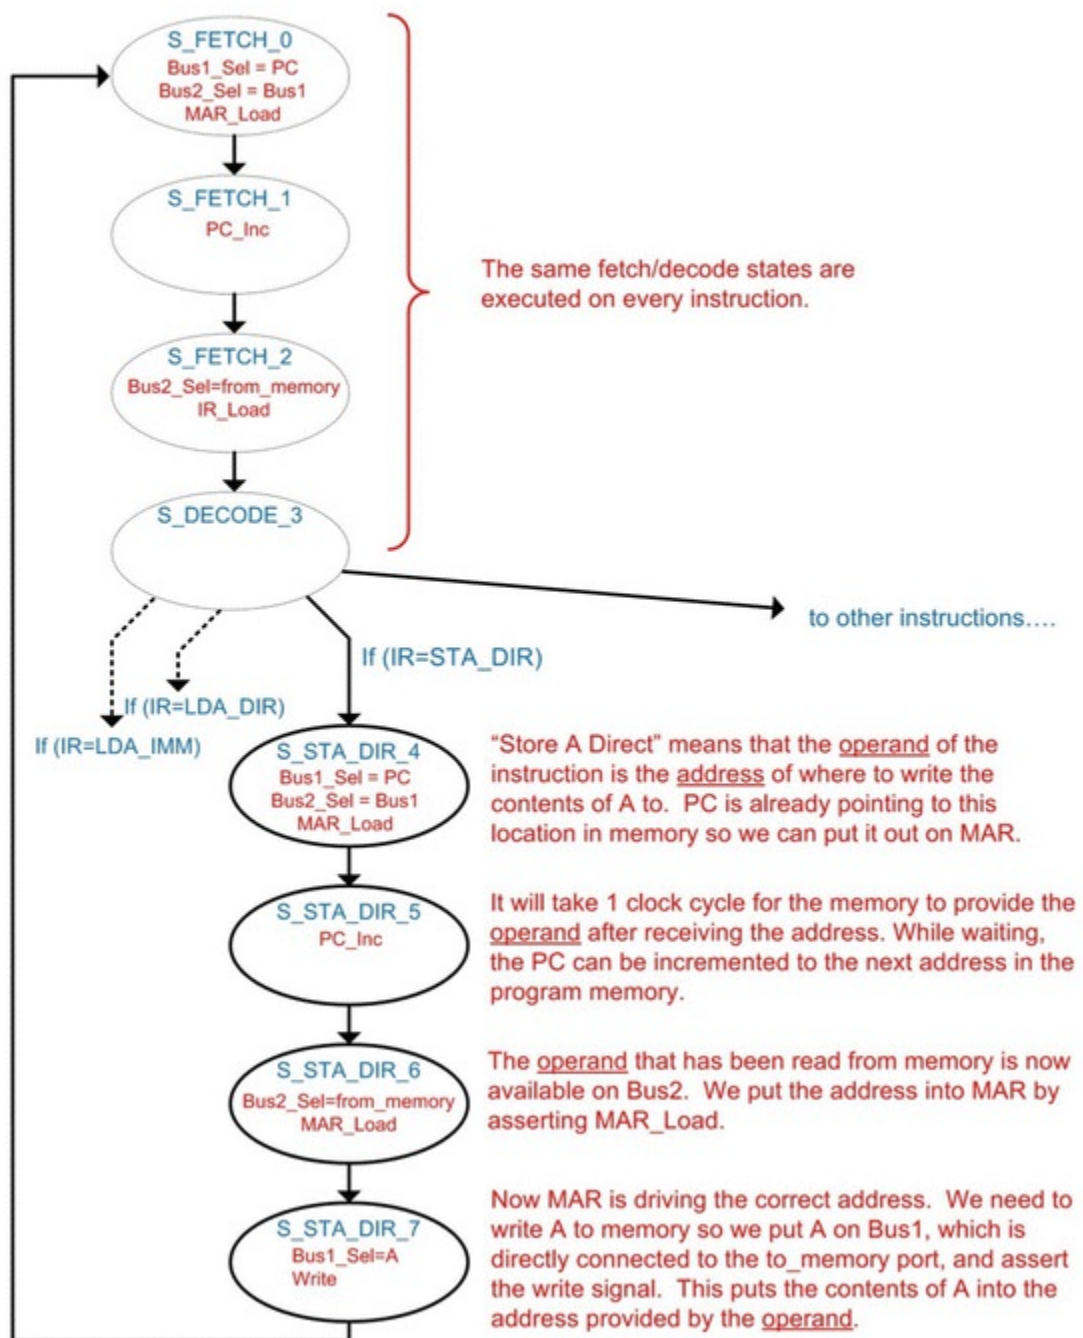 S_FETCH_0
Bus1_Sel = PC
Bus2_Sel = Bus1
MAR_Load
S_FETCH_1
PC_Inc
The same fetch/decode states are
executed on every instruction.
S_FETCH_2
Bus2_Sel=from_memory
IR_Load
S_DECODE_3
to other instructions....
If (IR=STA_DIR)
If (IR=LDA_DIR)
If (IR=LDA_IMM)
S_STA_DIR_4
Bus1_Sel = PC
Bus2_Sel = Bus1
MAR_Load
“Store A Direct” means that the operand of the
instruction is the address of where to write the
contents of A to. PC is already pointing to this
location in memory so we can put it out on MAR.
S_STA_DIR_5
PC_Inc
It will take 1 clock cycle for the memory to provide the
operand after receiving the address. While waiting,
the PC can be incremented to the next address in the
program memory.
S_STA_DIR_6
Bus2_Sel=from_memory
MAR_Load
The operand that has been read from memory is now
available on Bus2. We put the address into MAR by
asserting MAR_Load.
S_STA_DIR_7
Bus1_Sel=A
Write
Now MAR is driving the correct address. We need to
write A to memory so we put A on Bus1, which is
directly connected to the to_memory port, and assert
the write signal. This puts the contents of A into the
address provided by the operand.